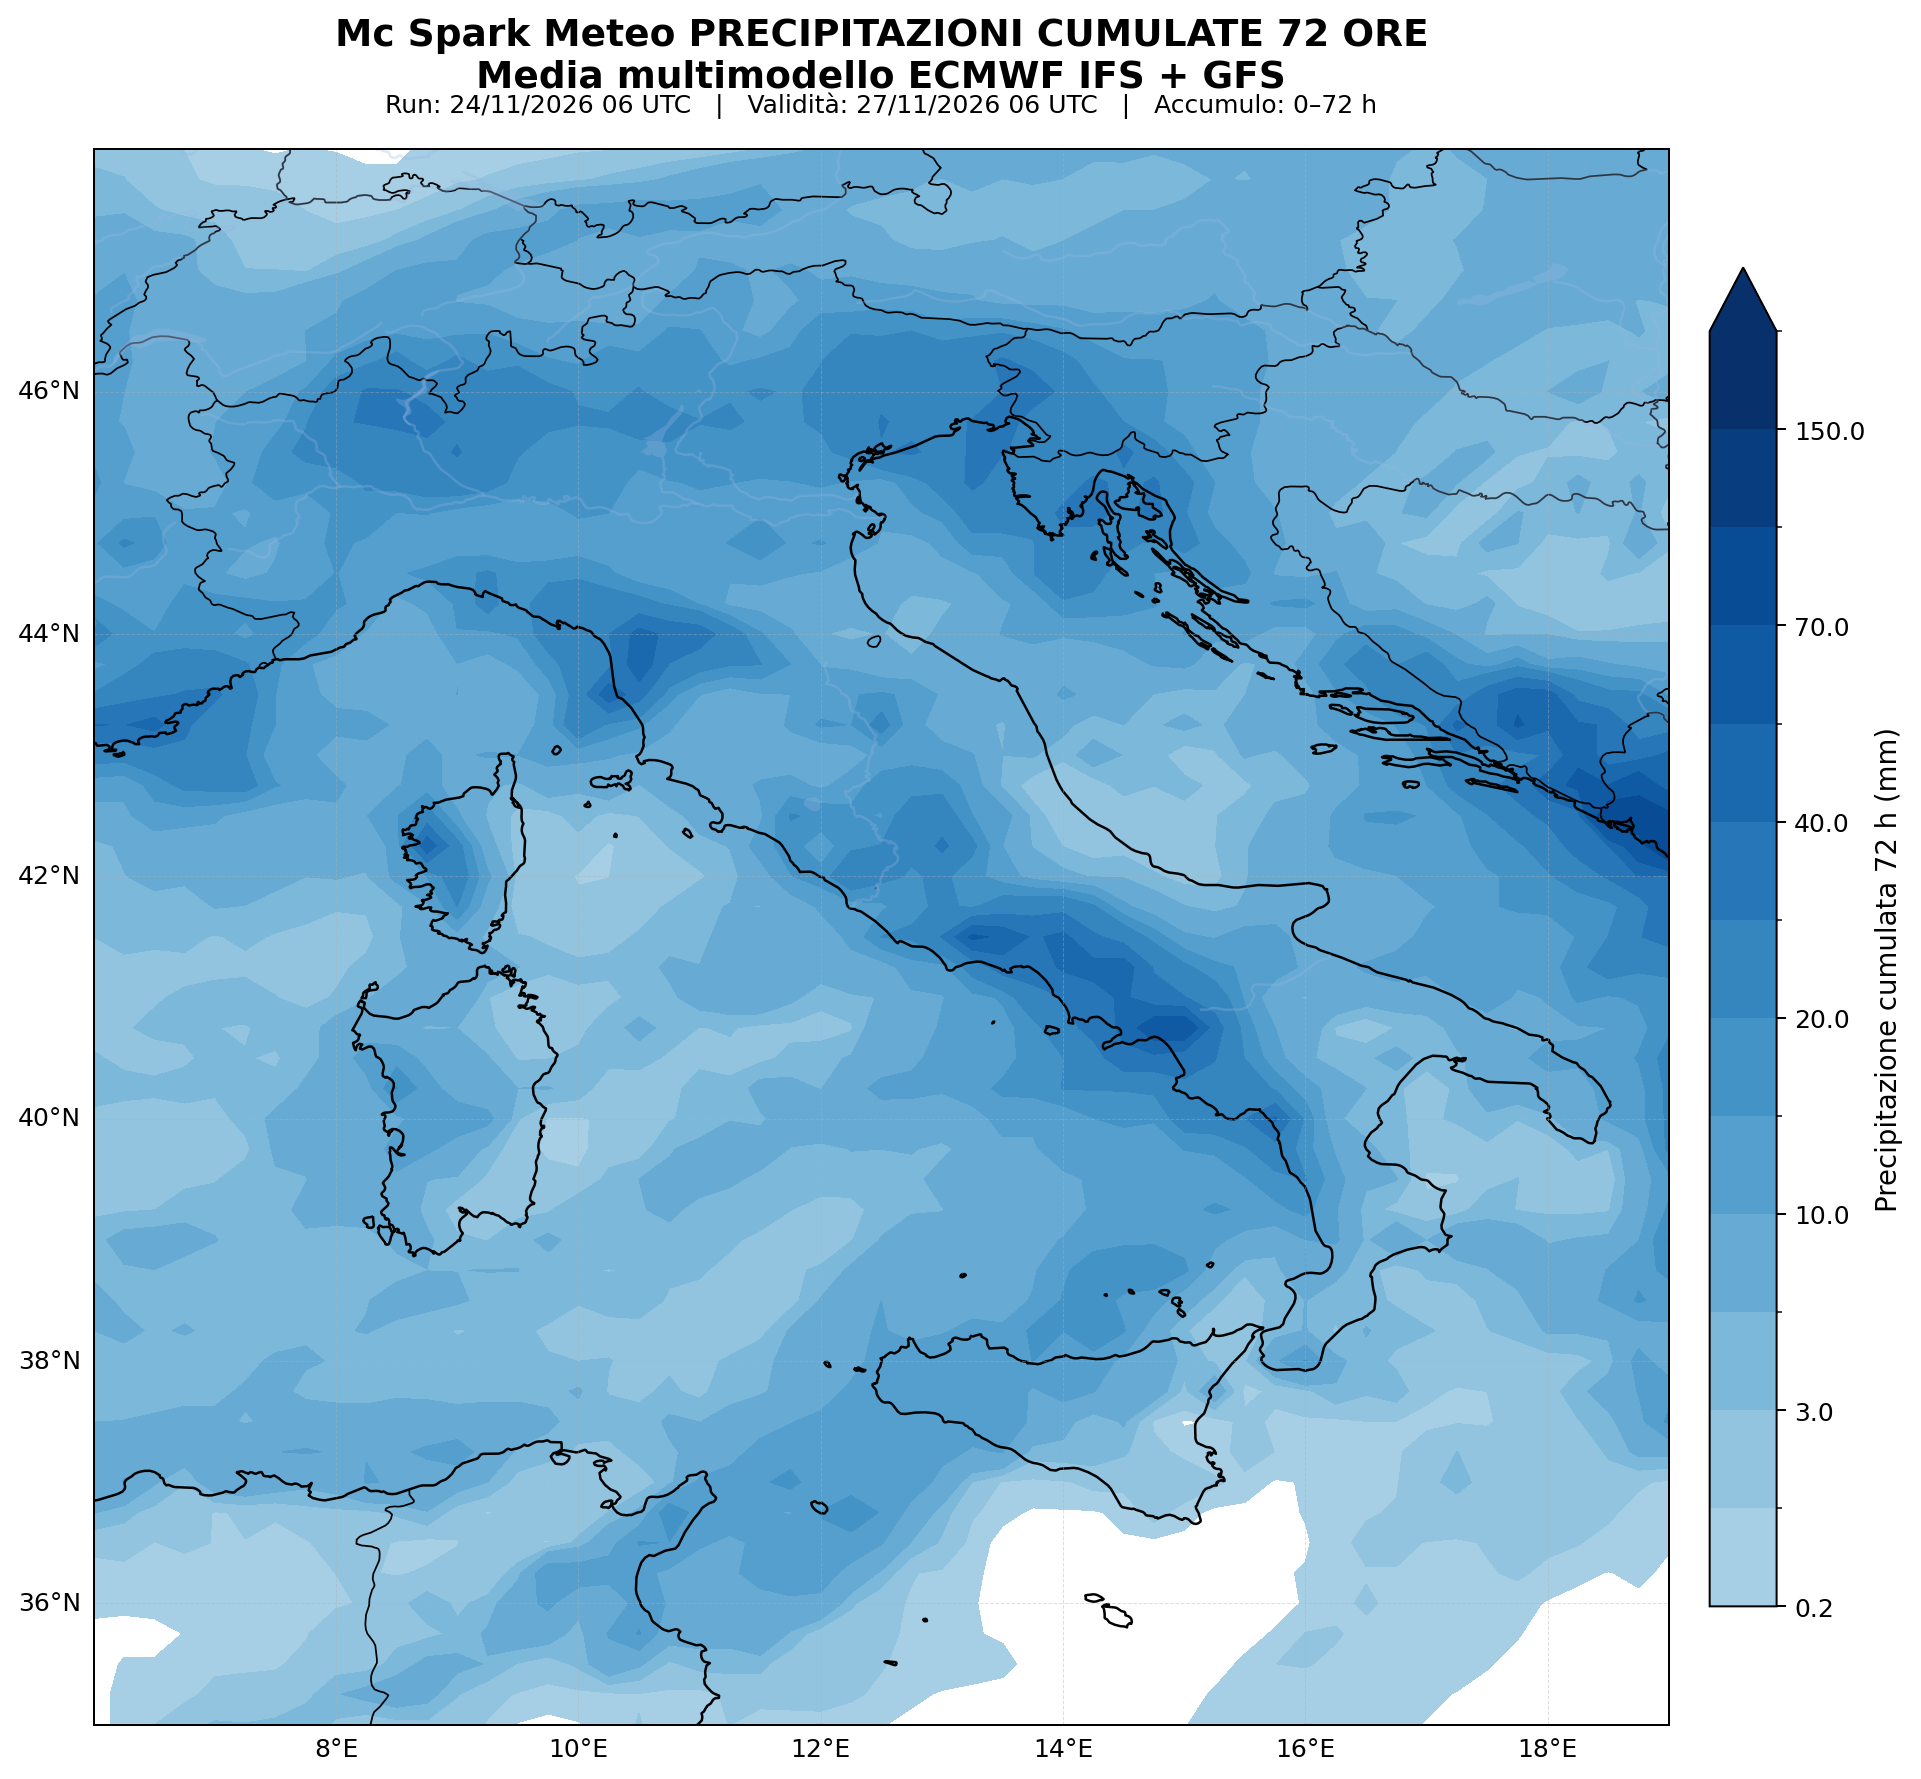 Mc Spark Meteo PRECIPITAZIONI CUMULATE 72 ORE
Media multimodello ECMWF IFS + GFS
Run: 24/11/2026 06 UTC | Validità: 27/11/2026 06 UTC | Accumulo: 0–72 h
46°N
44°N
42°N
40°N
38°N
36°N
8°E
10°E
12°E
14°E
16°E
18°E
150.0
70.0
40.0
20.0
10.0
3.0
0.2
Precipitazione cumulata 72 h (mm)